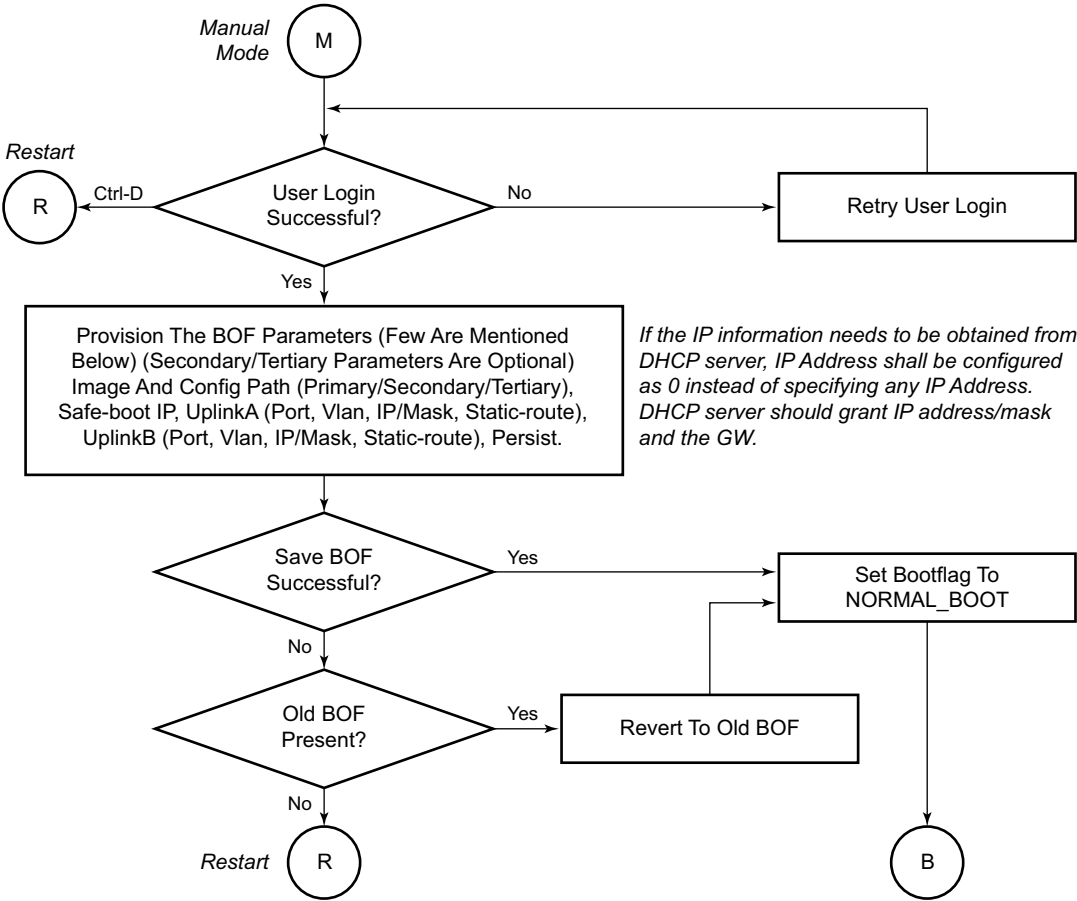 Manual
Mode
M
Restart
R
Ctrl-D
User Login
Successful?
No
Retry User Login
Yes
Provision The BOF Parameters (Few Are Mentioned
Below) (Secondary/Tertiary Parameters Are Optional)
Image And Config Path (Primary/Secondary/Tertiary),
Safe-boot IP, UplinkA (Port, Vlan, IP/Mask, Static-route),
UplinkB (Port, Vlan, IP/Mask, Static-route), Persist.
If the IP information needs to be obtained from
DHCP server, IP Address shall be configured
as 0 instead of specifying any IP Address.
DHCP server should grant IP address/mask
and the GW.
Save BOF
Successful?
Yes
Set Bootflag To
NORMAL_BOOT
No
Old BOF
Present?
Yes
Revert To Old BOF
No
Restart
R
B